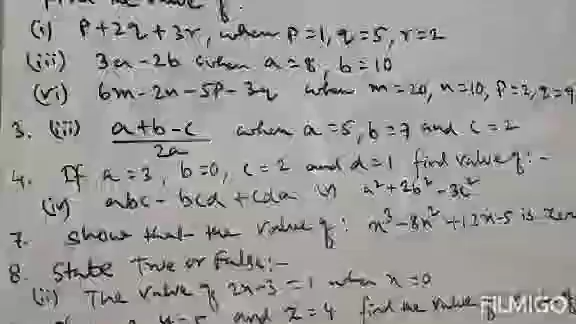 find the value of:
(i) P+2q+3r, when P=1, q=5, r=2
(iii) 3a-2b when a=8, b=10
(vi) 6m-2n-5P-3q when m=20, n=10, P=2, q=9
3. (iii) a+b-c/2a when a=5, b=7 and c=2
4. If a=3, b=0, c=2 and d=1 find value of:-
(iv) abc-bcd+cda a²+2b²-3c²
7. Show that the value of: x³-8x²+12x-5 is zero
8. State True or False:-
(ii) The value of 2x-3=1 when x=0
and z=4 find the value of
FILMIGO